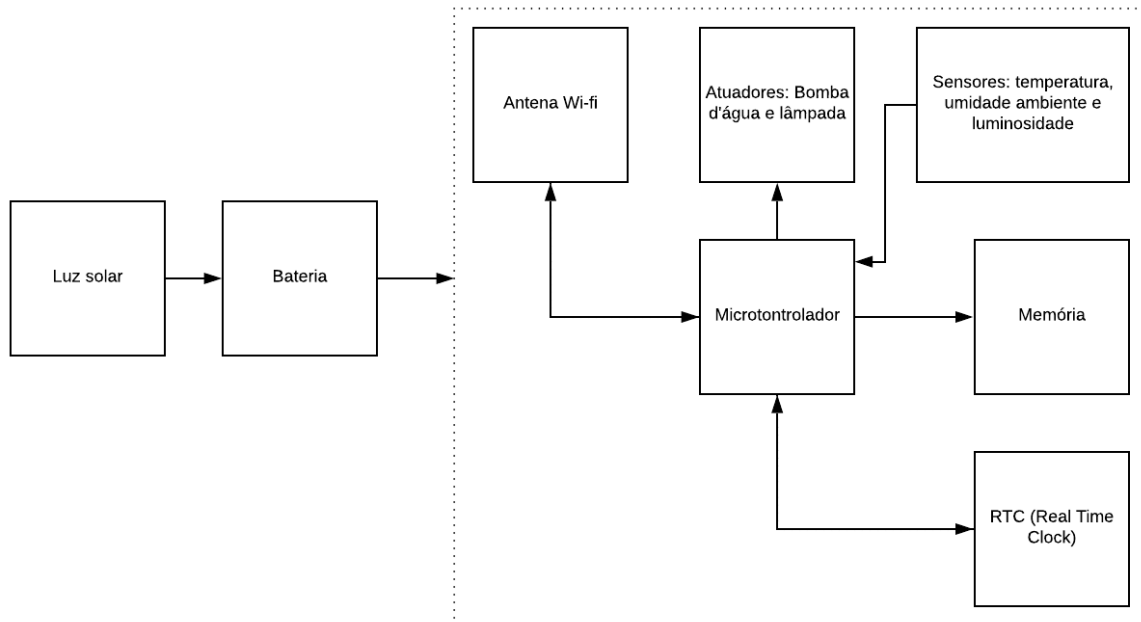 Antena Wi-fi
Atuadores: Bomba
d'água e lâmpada
Sensores: temperatura,
umidade ambiente e
luminosidade
Luz solar
Bateria
Microtontrolador
Memória
RTC (Real Time
Clock)